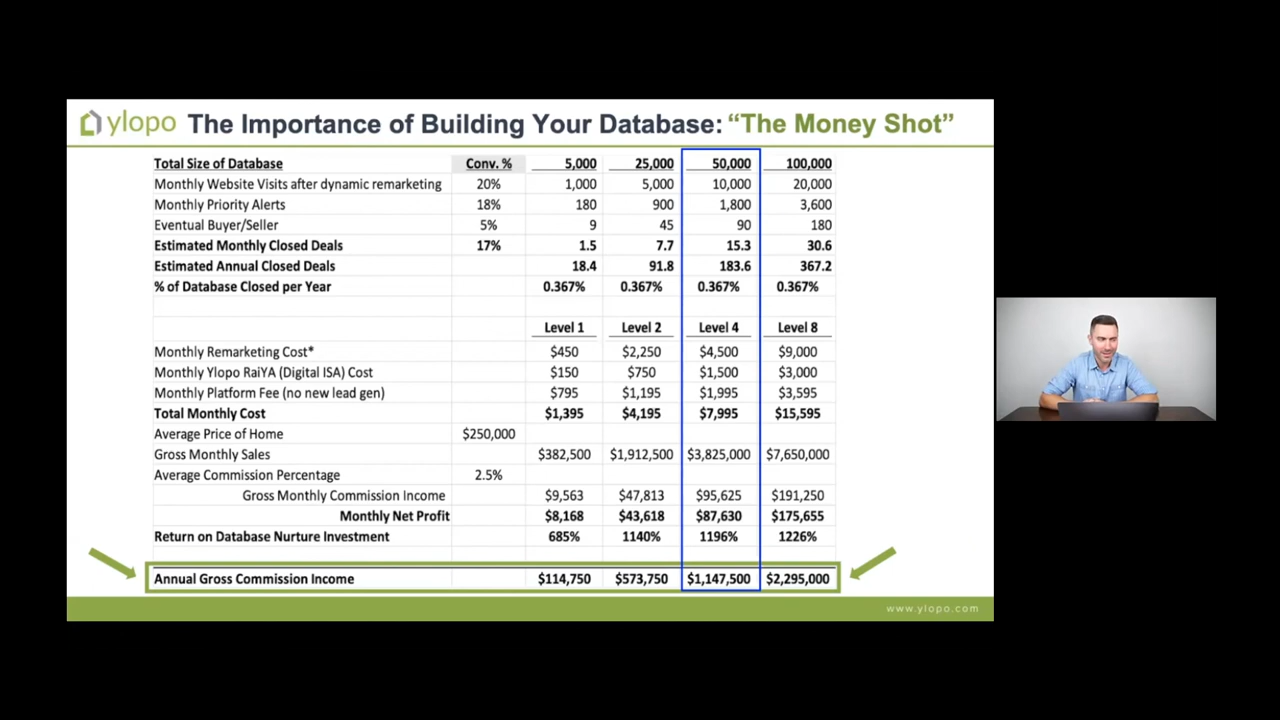 ylopo The Importance of Building Your Database: “The Money Shot”
Total Size of Database Conv. % 5,000 25,000 50,000 100,000
Monthly Website Visits after dynamic remarketing 20% 1,000 5,000 10,000 20,000
Monthly Priority Alerts 18% 180 900 1,800 3,600
Eventual Buyer/Seller 5% 9 45 90 180
Estimated Monthly Closed Deals 17% 1.5 7.7 15.3 30.6
Estimated Annual Closed Deals 18.4 91.8 183.6 367.2
% of Database Closed per Year 0.367% 0.367% 0.367% 0.367%
Level 1 Level 2 Level 4 Level 8
Monthly Remarketing Cost* $450 $2,250 $4,500 $9,000
Monthly Ylopo RaiYA (Digital ISA) Cost $150 $750 $1,500 $3,000
Monthly Platform Fee (no new lead gen) $795 $1,195 $1,995 $3,595
Total Monthly Cost $1,395 $4,195 $7,995 $15,595
Average Price of Home $250,000
Gross Monthly Sales $382,500 $1,912,500 $3,825,000 $7,650,000
Average Commission Percentage 2.5%
Gross Monthly Commission Income $9,563 $47,813 $95,625 $191,250
Monthly Net Profit $8,168 $43,618 $87,630 $175,655
Return on Database Nurture Investment 685% 1140% 1196% 1226%
Annual Gross Commission Income $114,750 $573,750 $1,147,500 $2,295,000
www.ylopo.com